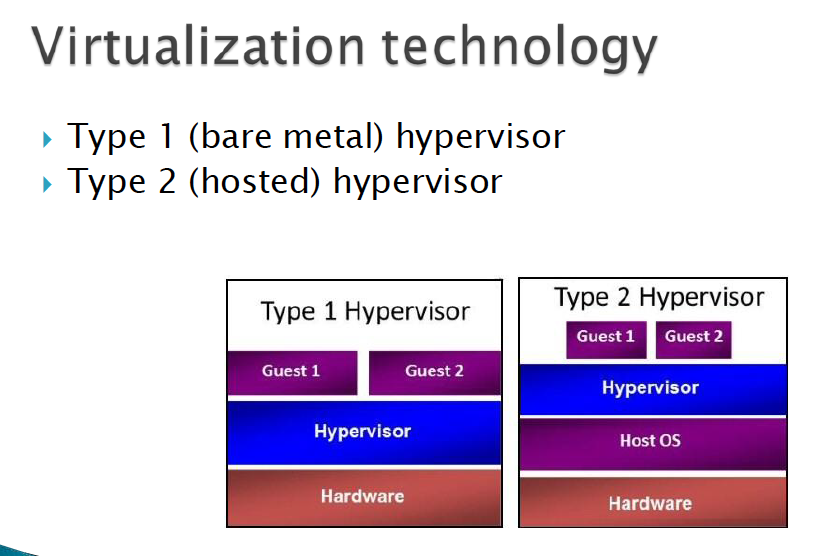 Virtualization technology
Type 1 (bare metal) hypervisor
Type 2 (hosted) hypervisor
Type 1 Hypervisor
Guest 1
Guest 2
Hypervisor
Hardware
Type 2 Hypervisor
Guest 1
Guest 2
Hypervisor
Host OS
Hardware